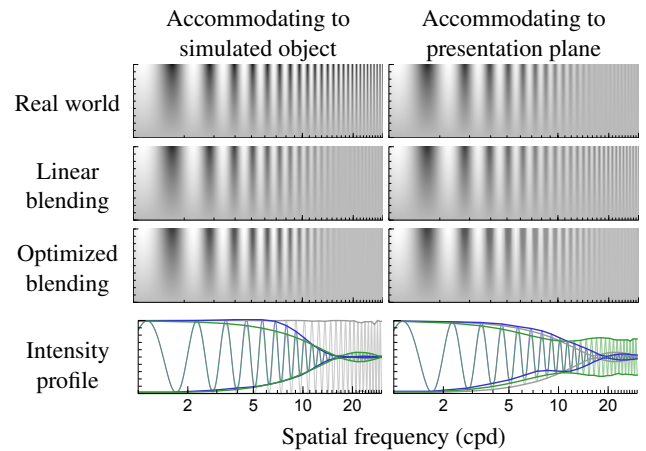 Accommodating to
simulated object
Accommodating to
presentation plane
Real world
Linear
blending
Optimized
blending
Intensity
profile
2 5 10 20 2 5 10 20
Spatial frequency (cpd)